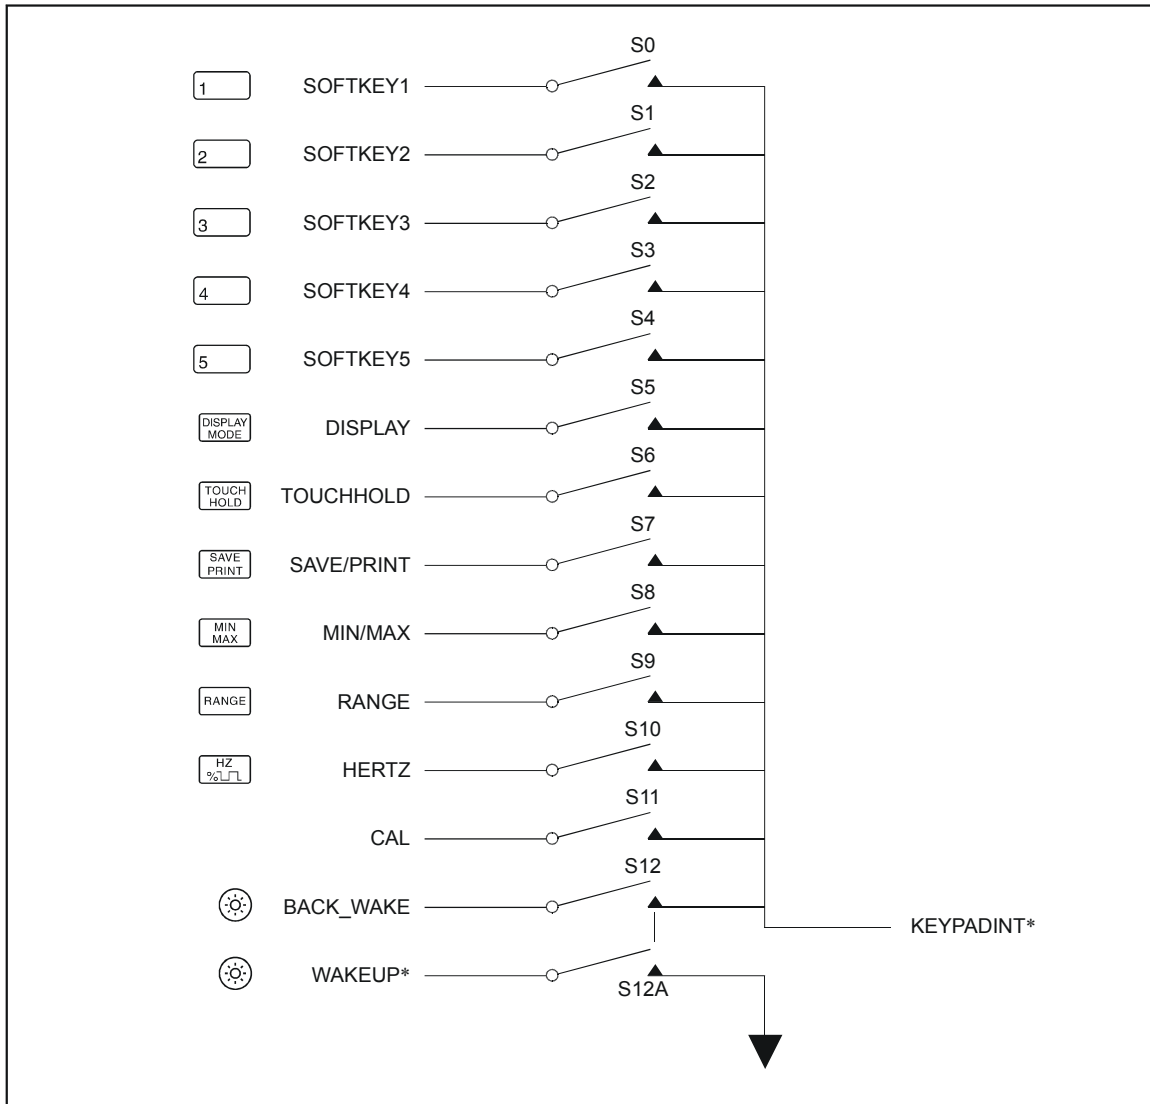 S0
1 SOFTKEY1
S1
2 SOFTKEY2
S2
3 SOFTKEY3
S3
4 SOFTKEY4
S4
5 SOFTKEY5
S5
DISPLAY
MODE
DISPLAY
S6
TOUCH
HOLD
TOUCHHOLD
S7
SAVE
PRINT
SAVE/PRINT
S8
MIN
MAX
MIN/MAX
S9
RANGE RANGE
S10
HZ
%
HERTZ
S11
CAL
S12
BACK_WAKE
KEYPADINT*
WAKEUP*
S12A